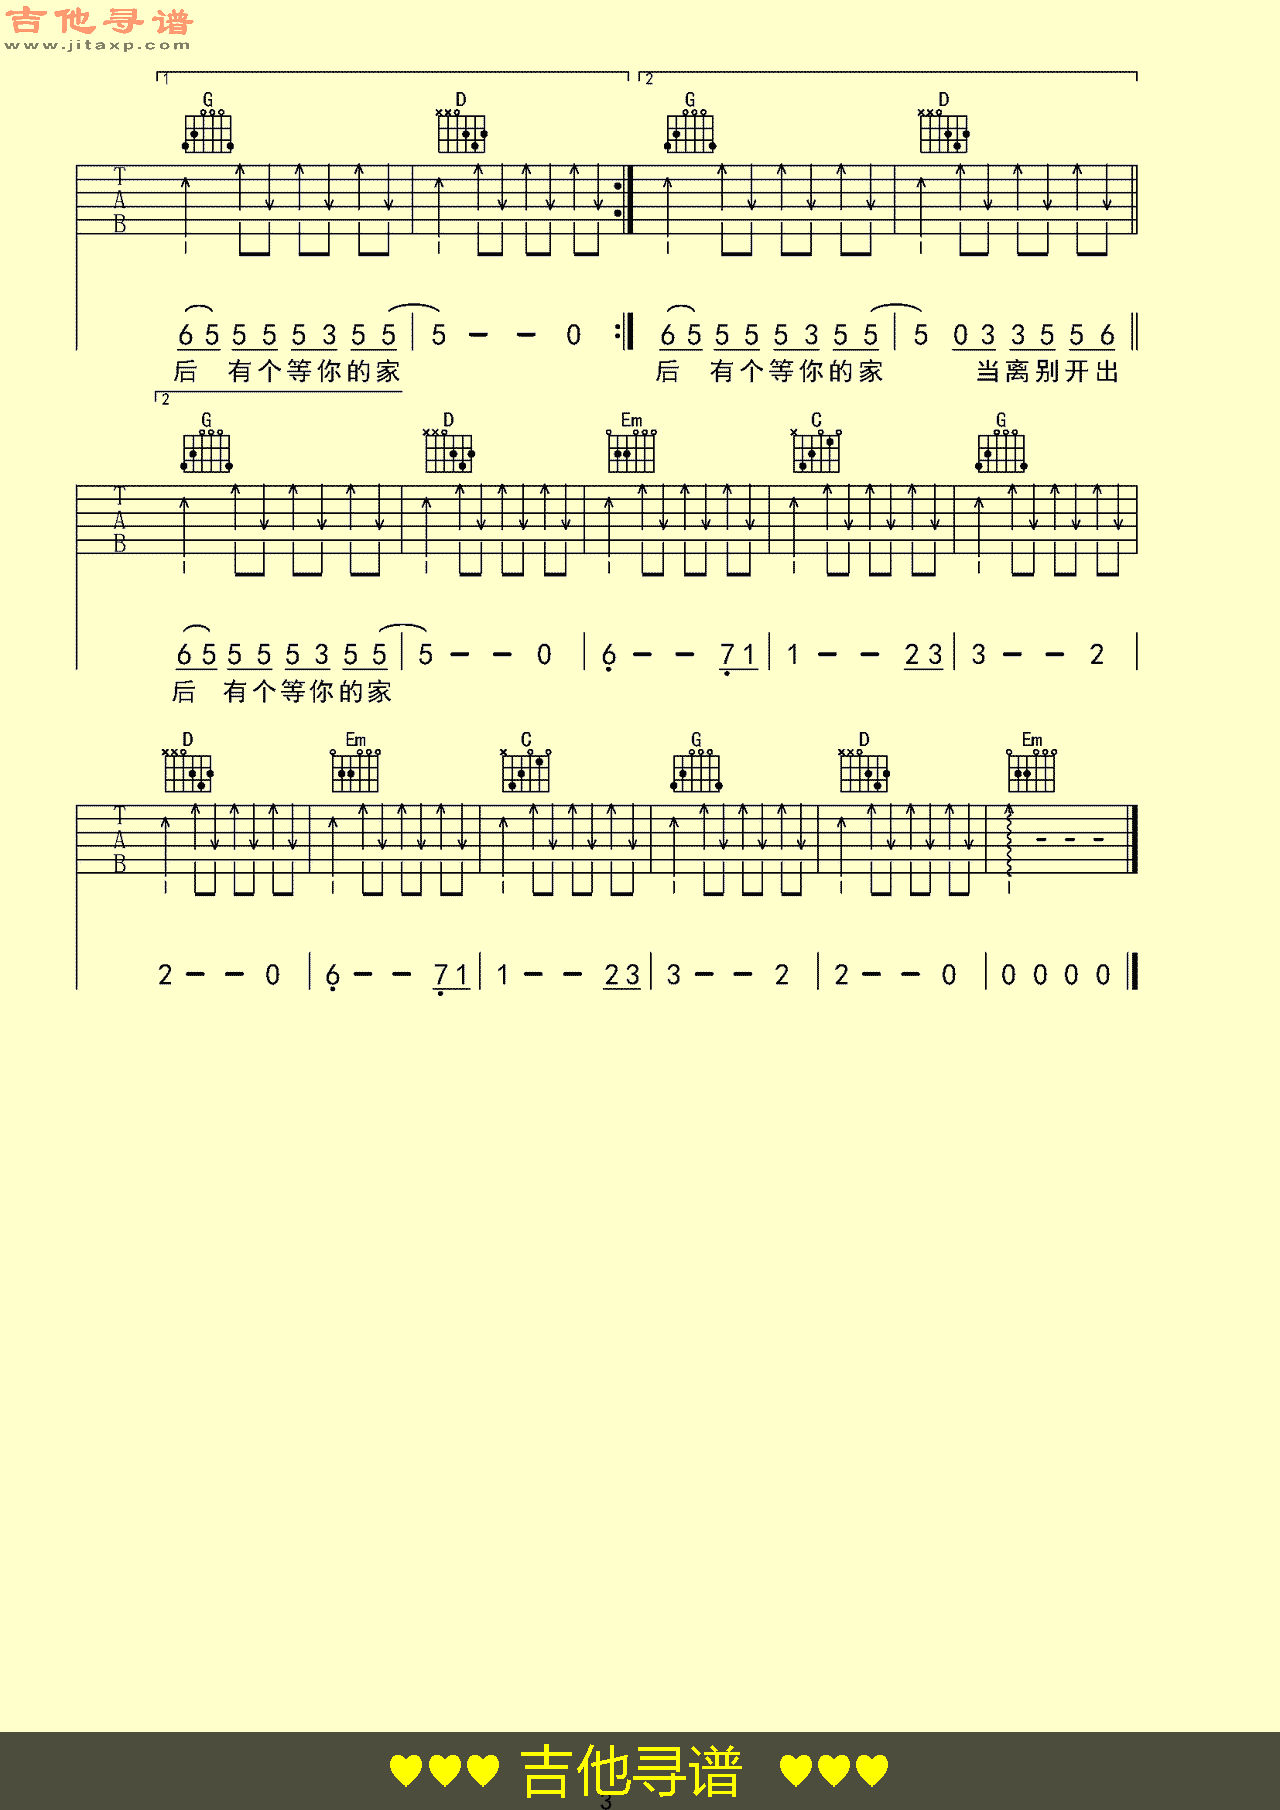 吉他寻谱
www.jitaxp.com
1 2
G D G D
T
A
B
6 5 5 5 5 3 5 5 | 5 - - 0 :| 6 5 5 5 5 3 5 5 | 5 0 3 3 5 5 6 ||
后 有个等你的家 后 有个等你的家 当离别开出
2
G D Em C G
T
A
B
6 5 5 5 5 3 5 5 | 5 - - 0 | 6 - - 7 1 | 1 - - 2 3 | 3 - - 2 |
后 有个等你的家
D Em C G D Em
T
A
B
2 - - 0 | 6 - - 7 1 | 1 - - 2 3 | 3 - - 2 | 2 - - 0 | 0 0 0 0 |
♥♥♥ 吉他寻谱 ♥♥♥
3